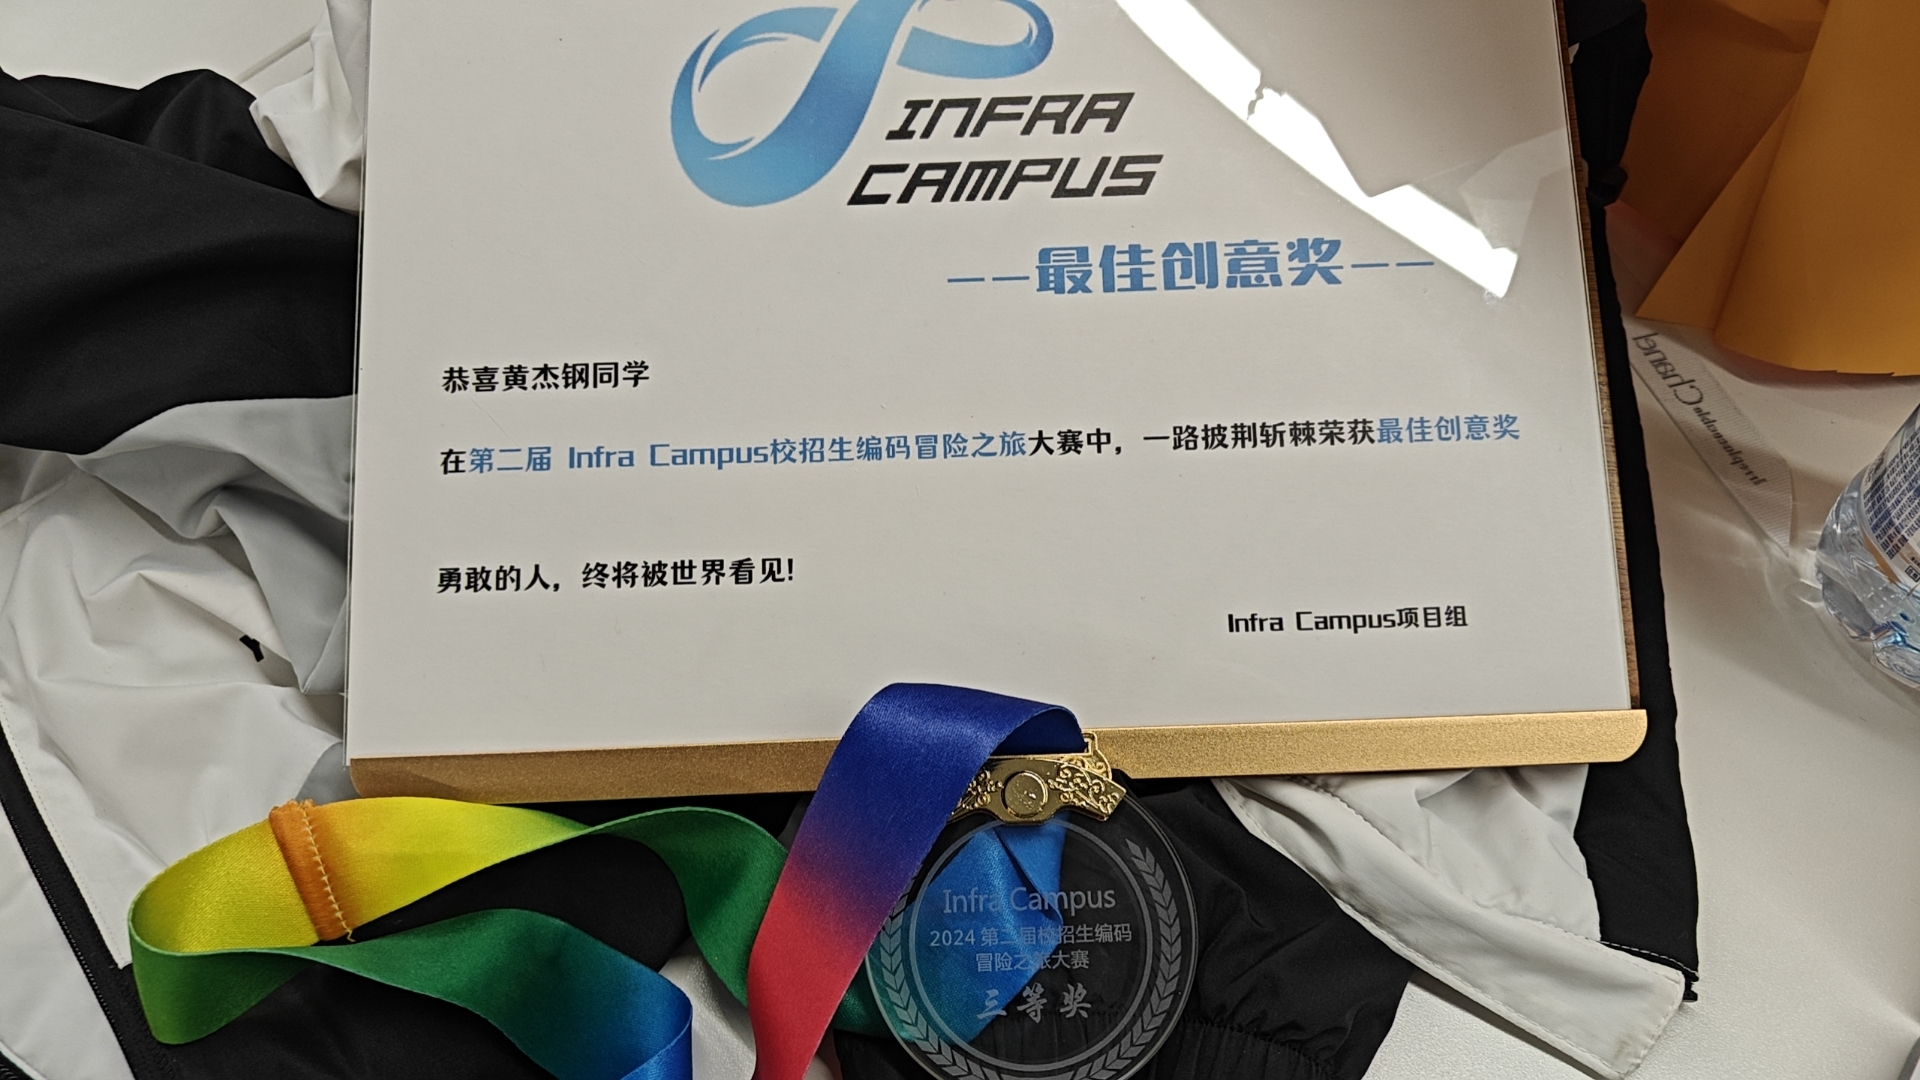 INFRA
CAMPUS
——最佳创意奖——
恭喜黄杰钢同学
在第二届 Infra Campus校招生编码冒险之旅大赛中，一路披荆斩棘荣获最佳创意奖
勇敢的人，终将被世界看见!
Infra Campus项目组
Infra Campus
2024 第二届校招生编码
冒险之旅大赛
三等奖
Irreplaceable Chanel